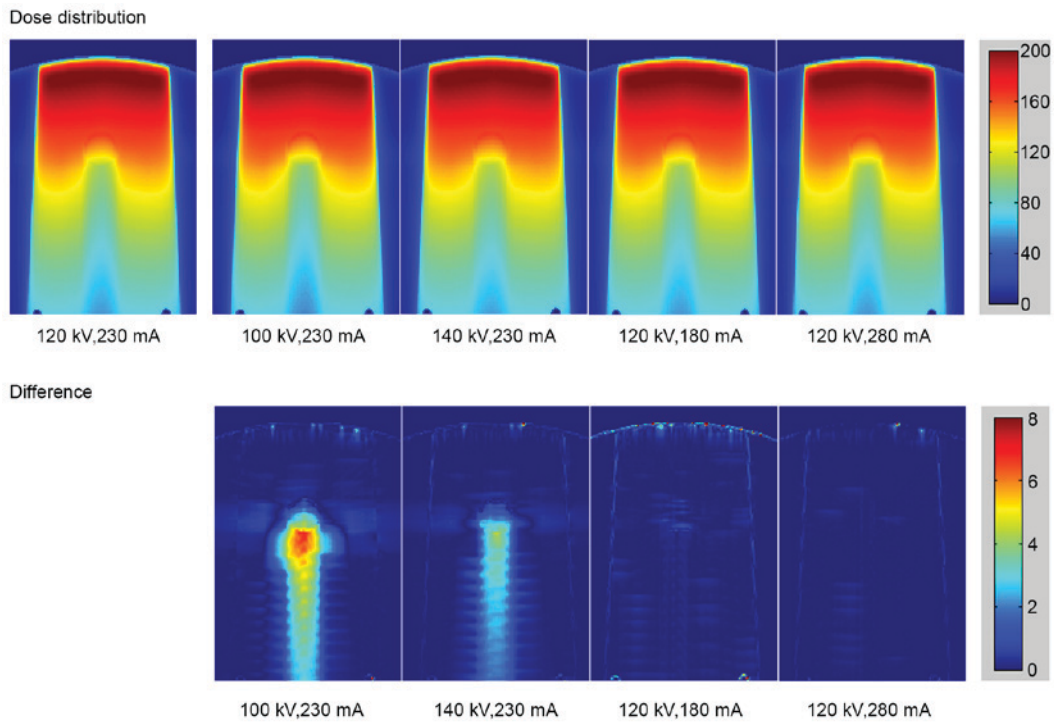 Dose distribution
200
160
120
80
40
0
120 kV,230 mA
100 kV,230 mA
140 kV,230 mA
120 kV,180 mA
120 kV,280 mA
Difference
8
6
4
2
0
100 kV,230 mA
140 kV,230 mA
120 kV,180 mA
120 kV,280 mA